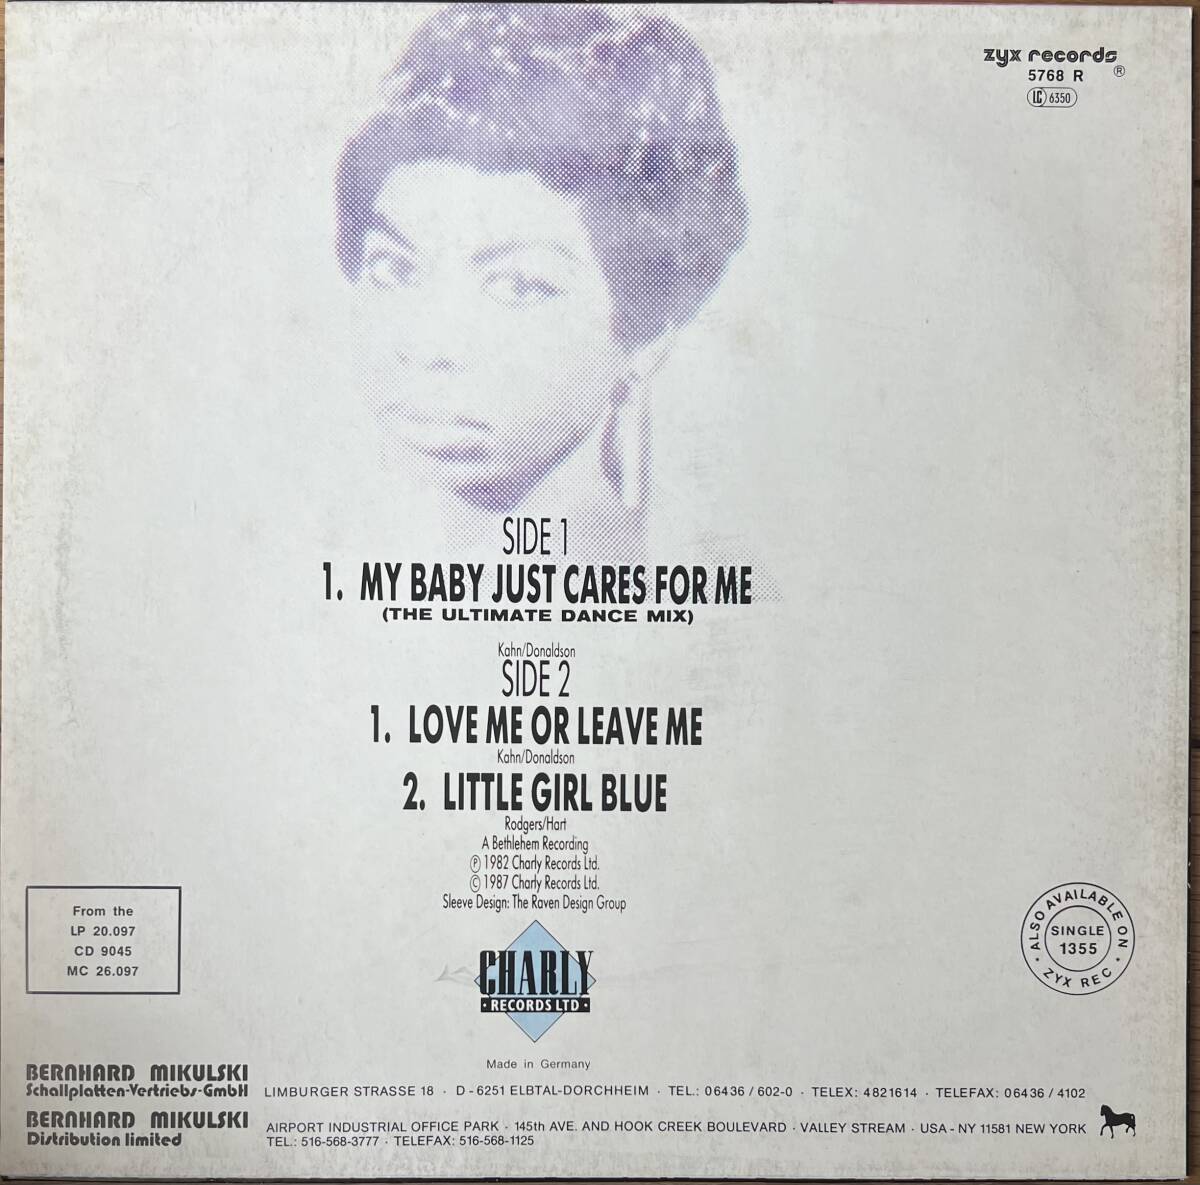 zyx records ®
5768 R
LC 6350
SIDE 1
1. MY BABY JUST CARES FOR ME
(THE ULTIMATE DANCE MIX)
Kahn/Donaldson
SIDE 2
1. LOVE ME OR LEAVE ME
Kahn/Donaldson
2. LITTLE GIRL BLUE
Rodgers/Hart
A Bethlehem Recording
℗ 1982 Charly Records Ltd.
© 1987 Charly Records Ltd.
Sleeve Design: The Raven Design Group
From the
LP 20.097
CD 9045
MC 26.097
· ALSO AVAILABLE ON ·
SINGLE
1355
ZYX REC
CHARLY
· RECORDS LTD ·
Made in Germany
BERNHARD MIKULSKI
Schallplatten-Vertriebs-GmbH LIMBURGER STRASSE 18 · D-6251 ELBTAL-DORCHHEIM · TEL.: 06436/602-0 · TELEX: 4821614 · TELEFAX: 06436/4102
BERNHARD MIKULSKI
Distribution limited
AIRPORT INDUSTRIAL OFFICE PARK · 145th AVE. AND HOOK CREEK BOULEVARD · VALLEY STREAM · USA - NY 11581 NEW YORK
TEL.: 516-568-3777 · TELEFAX: 516-568-1125